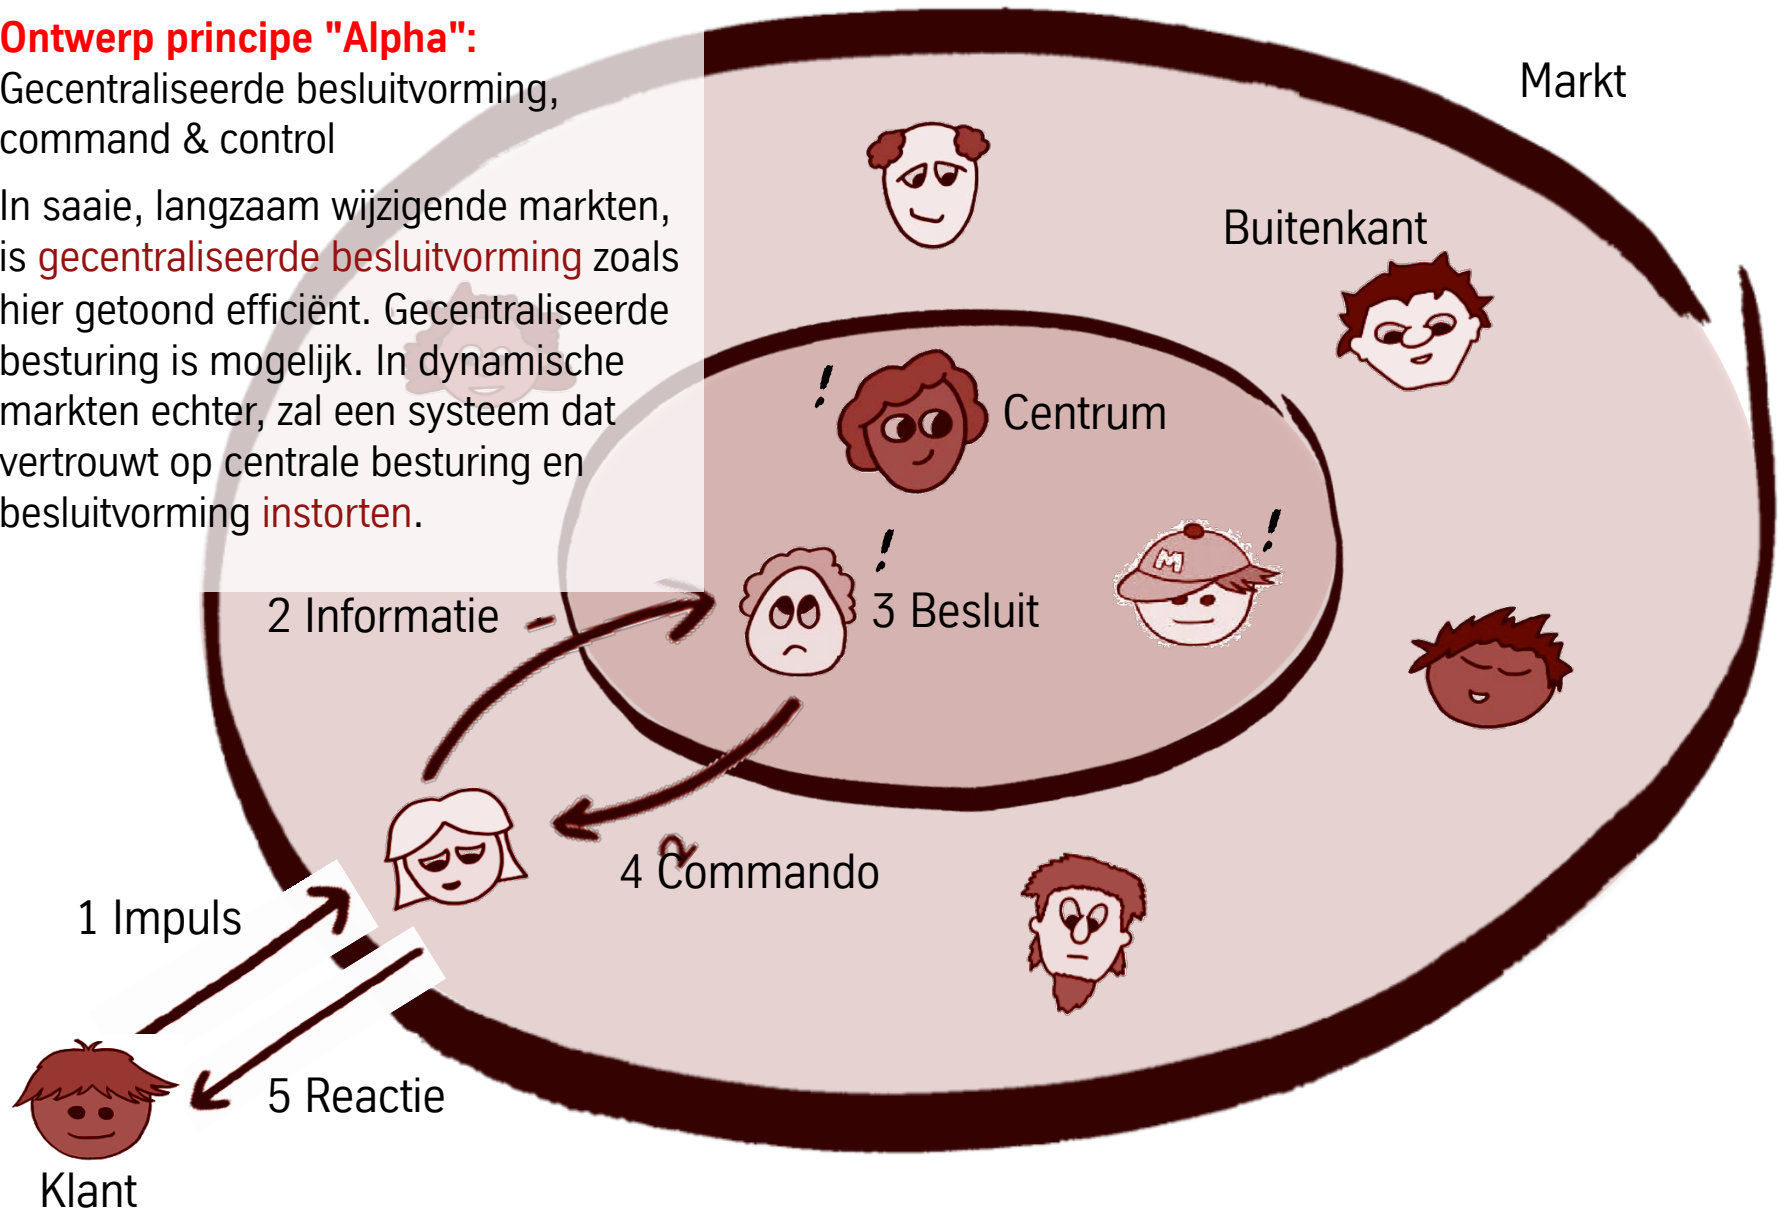 Ontwerp principe "Alpha":
Gecentraliseerde besluitvorming,
command & control
In saaie, langzaam wijzigende markten,
is gecentraliseerde besluitvorming zoals
hier getoond efficiënt. Gecentraliseerde
besturing is mogelijk. In dynamische
markten echter, zal een systeem dat
vertrouwt op centrale besturing en
besluitvorming instorten.
Markt
Buitenkant
!
Centrum
!
!
M
2 Informatie
3 Besluit
4 Commando
1 Impuls
5 Reactie
Klant